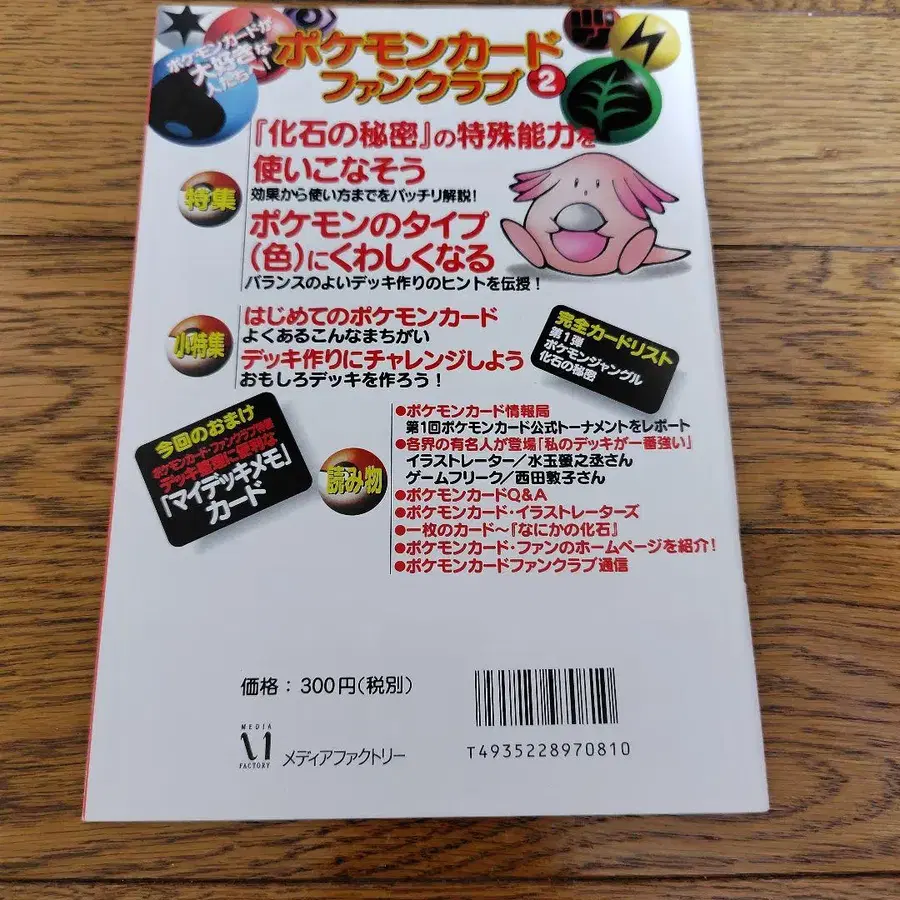 ポケモンカードが
大好きな
人たちへ!
ポケモンカード
ファンクラブ2
特集
『化石の秘密』の特殊能力を
使いこなそう
効果から使い方までをバッチリ解説!
ポケモンのタイプ
(色)にくわしくなる
バランスのよいデッキ作りのヒントを伝授!
小特集
はじめてのポケモンカード
よくあるこんなまちがい
デッキ作りにチャレンジしよう
おもしろデッキを作ろう!
完全カードリスト
第1弾
ポケモンジャングル
化石の秘密
今回のおまけ
ポケモンカード・ファンクラブ特製
デッキ整理に便利な
「マイデッキメモ」
カード
読み物
●ポケモンカード情報局
第1回ポケモンカード公式トーナメントをレポート
●各界の有名人が登場「私のデッキが一番強い」
イラストレーター/水玉螢之丞さん
ゲームフリーク/西田敦子さん
●ポケモンカードQ&A
●ポケモンカード・イラストレーターズ
●一枚のカード〜『なにかの化石』
●ポケモンカード・ファンのホームページを紹介!
●ポケモンカードファンクラブ通信
価格:300円(税別)
MEDIA
FACTORY
メディアファクトリー
T4935228970810